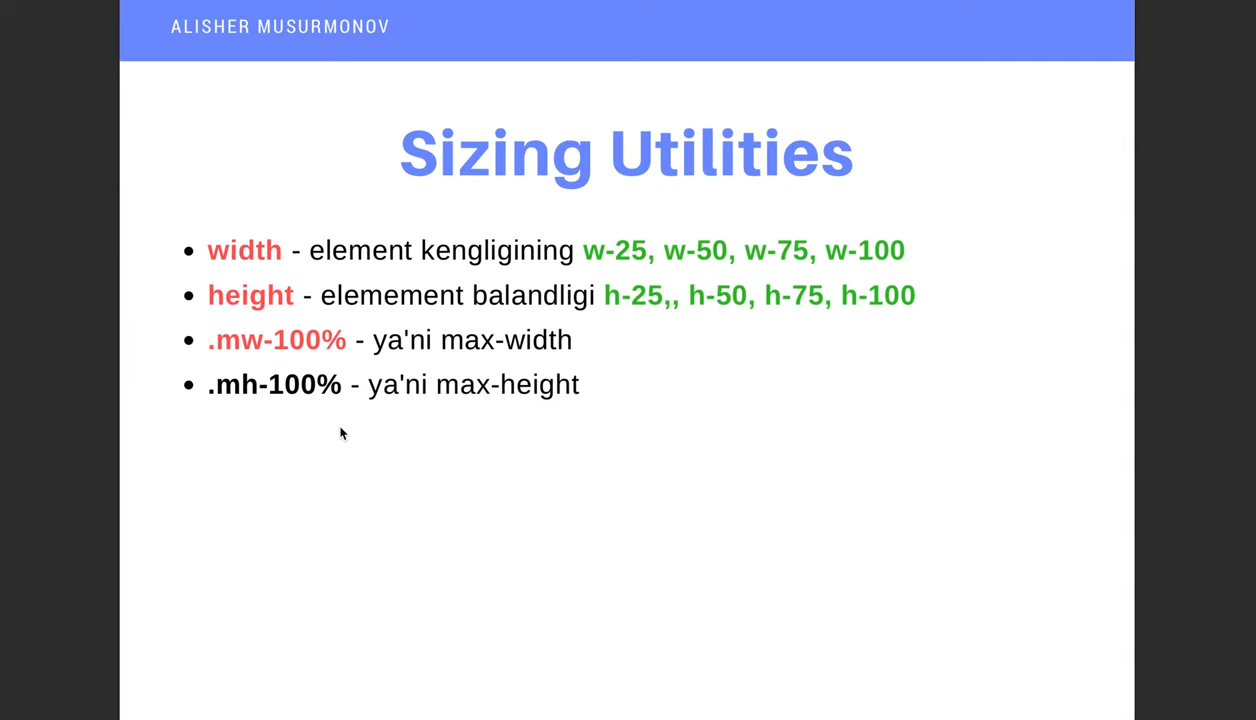 ALISHER MUSURMONOV
Sizing Utilities
• width - element kengligining w-25, w-50, w-75, w-100
• height - elemement balandligi h-25,, h-50, h-75, h-100
• .mw-100% - ya'ni max-width
• .mh-100% - ya'ni max-height